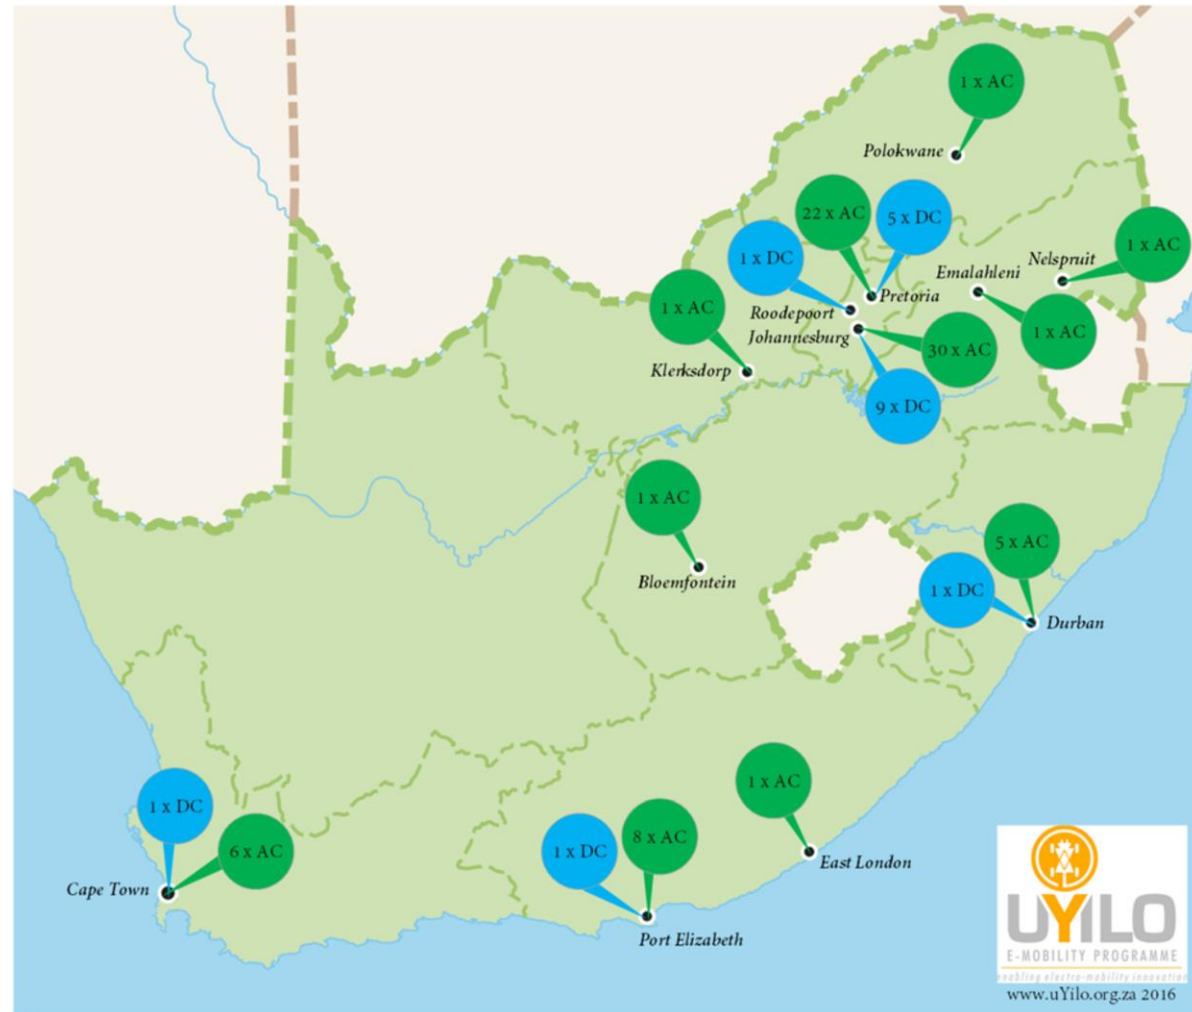 1 x AC
Polokwane
22 x AC
5 x DC
1 x DC
1 x AC
Nelspruit
Emalahleni
Pretoria
Roodepoort
1 x AC
Johannesburg
1 x AC
30 x AC
Klerksdorp
9 x DC
1 x AC
Bloemfontein
5 x AC
1 x DC
Durban
1 x AC
1 x DC
6 x AC
1 x DC
8 x AC
East London
Cape Town
Port Elizabeth
UYILO
E-MOBILITY PROGRAMME
enabling electro-mobility innovation
www.uYilo.org.za 2016